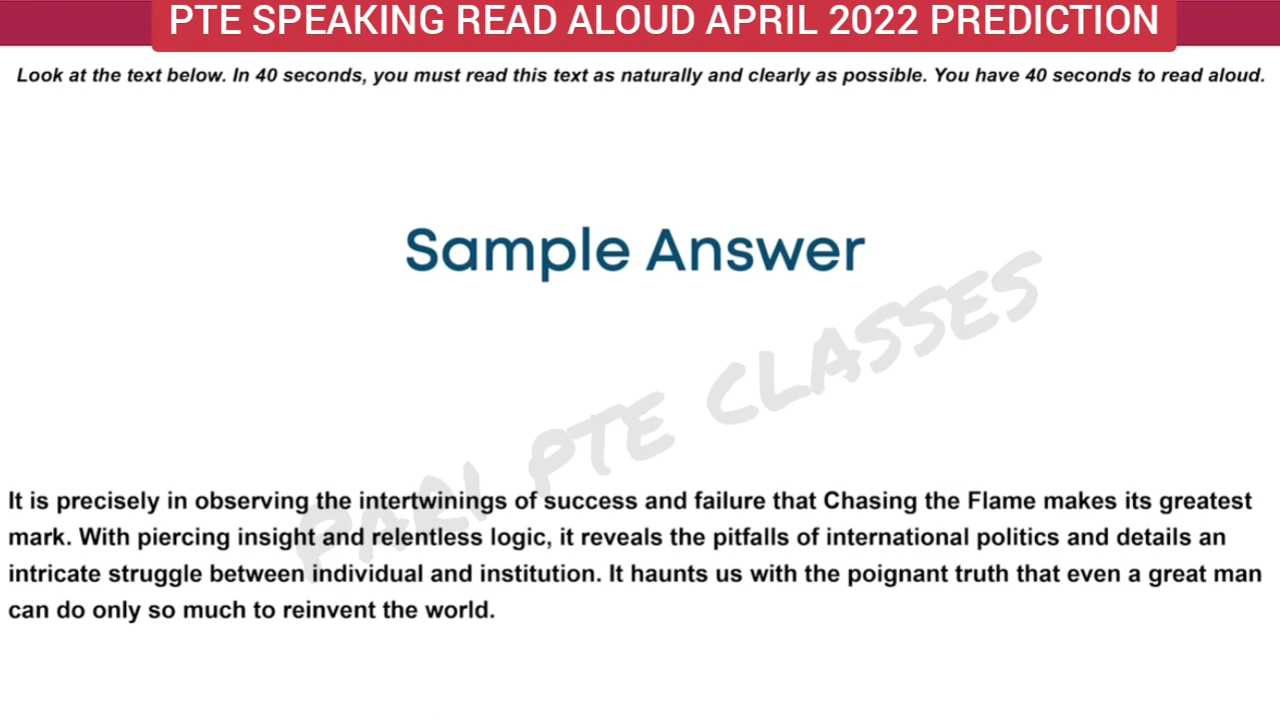 PTE SPEAKING READ ALOUD APRIL 2022 PREDICTION
Look at the text below. In 40 seconds, you must read this text as naturally and clearly as possible. You have 40 seconds to read aloud.
Sample Answer
PARI PTE CLASSES
It is precisely in observing the intertwinings of success and failure that Chasing the Flame makes its greatest
mark. With piercing insight and relentless logic, it reveals the pitfalls of international politics and details an
intricate struggle between individual and institution. It haunts us with the poignant truth that even a great man
can do only so much to reinvent the world.